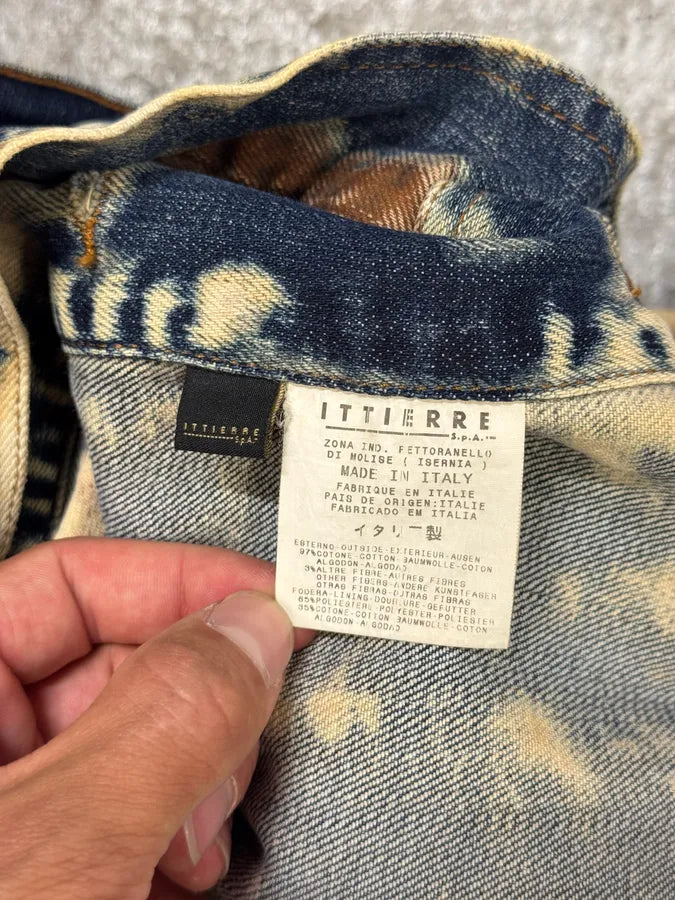 ITTIERRE
S.p.A.
ITTIERRE
S.p.A.
ZONA IND. PETTORANELLO
DI MOLISE ( ISERNIA )
MADE IN ITALY
FABRIQUE EN ITALIE
PAIS DE ORIGEN:ITALIE
FABRICADO EM ITALIA
イタリー製
ESTERNO-OUTSIDE-EXTERIEUR-AUSEN
97%COTONE-COTTON BAUMWOLLE-COTON
ALGODON-ALGODAO
3%ALTRE FIBRE-AUTRES FIBRES
OTHER FIBERS-ANDERE KUNSTFASER
OTRAS FIBRAS-OUTRAS FIBRAS
FODERA-LINING-DOUBLURE-GEFUTTER
65%POLIESTERE-POLYESTER-POLIESTER
35%COTONE-COTTON BAUMWOLLE-COTON
ALGODON-ALGODAO